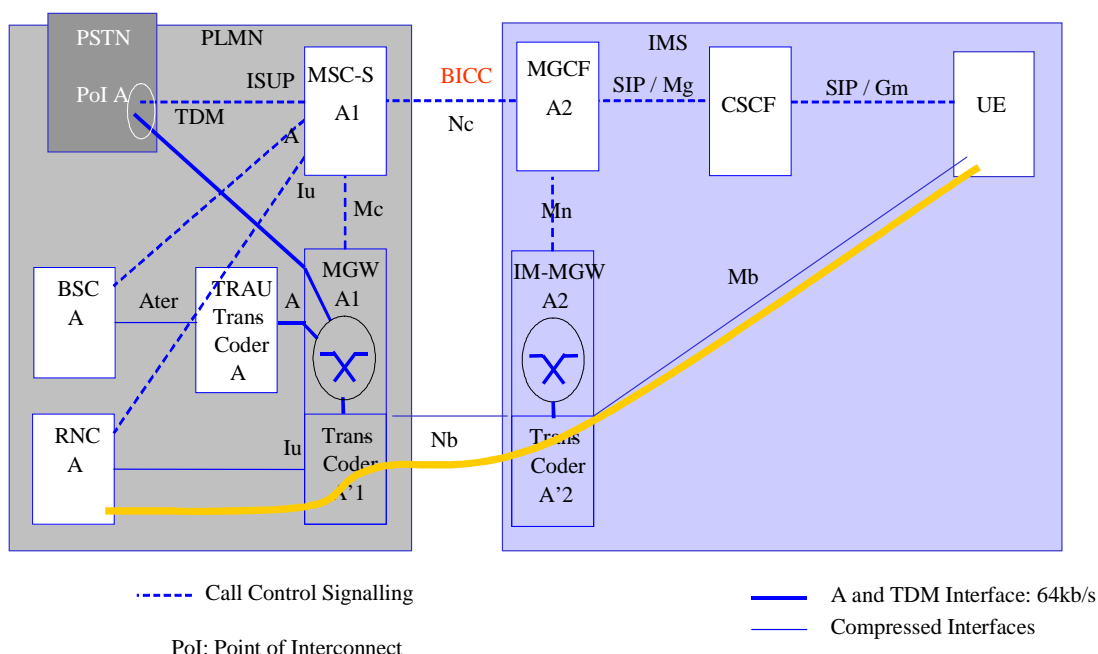 PSTN
PLMN
IMS
PoI A
ISUP
TDM
MSC-S
A1
BICC
Nc
MGCF
A2
SIP / Mg
CSCF
SIP / Gm
UE
A
Iu
Mc
Mn
BSC
A
Ater
TRAU
Trans
Coder
A
A
MGW
A1
IM-MGW
A2
Mb
RNC
A
Iu
Trans
Coder
A'1
Nb
Trans
Coder
A'2
Call Control Signalling
A and TDM Interface: 64kb/s
Compressed Interfaces
PoI: Point of Interconnect